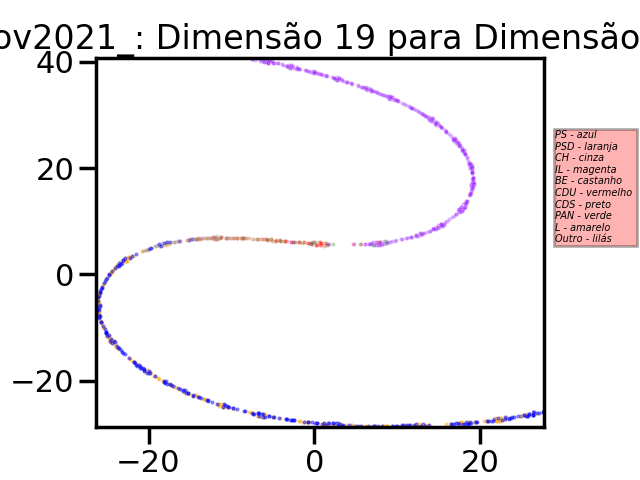 ov2021_: Dimensão 19 para Dimensão
40
20
0
−20
−20
0
20
PS - azul
PSD - laranja
CH - cinza
IL - magenta
BE - castanho
CDU - vermelho
CDS - preto
PAN - verde
L - amarelo
Outro - lilás